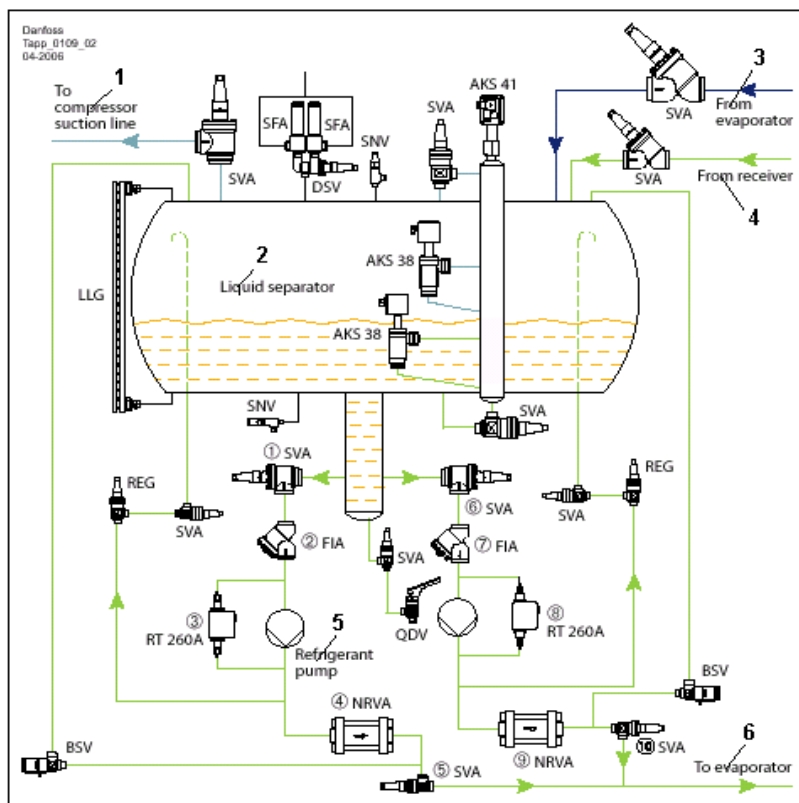 Danfoss
Tapp_0109_02
04-2006
1
To
compressor
suction line
SVA
SFA SFA
DSV
SNV
SVA
AKS 41
3
From
evaporator
SVA
SVA
From receiver
4
LLG
2
Liquid separator
AKS 38
AKS 38
SNV
SVA
① SVA
⑥ SVA
REG
SVA
② FIA
SVA
⑦ FIA
SVA
REG
③
RT 260A
5
Refrigerant
pump
QDV
⑧
RT 260A
④ NRVA
BSV
⑨ NRVA
⑩ SVA
BSV
⑤ SVA
6
To evaporator